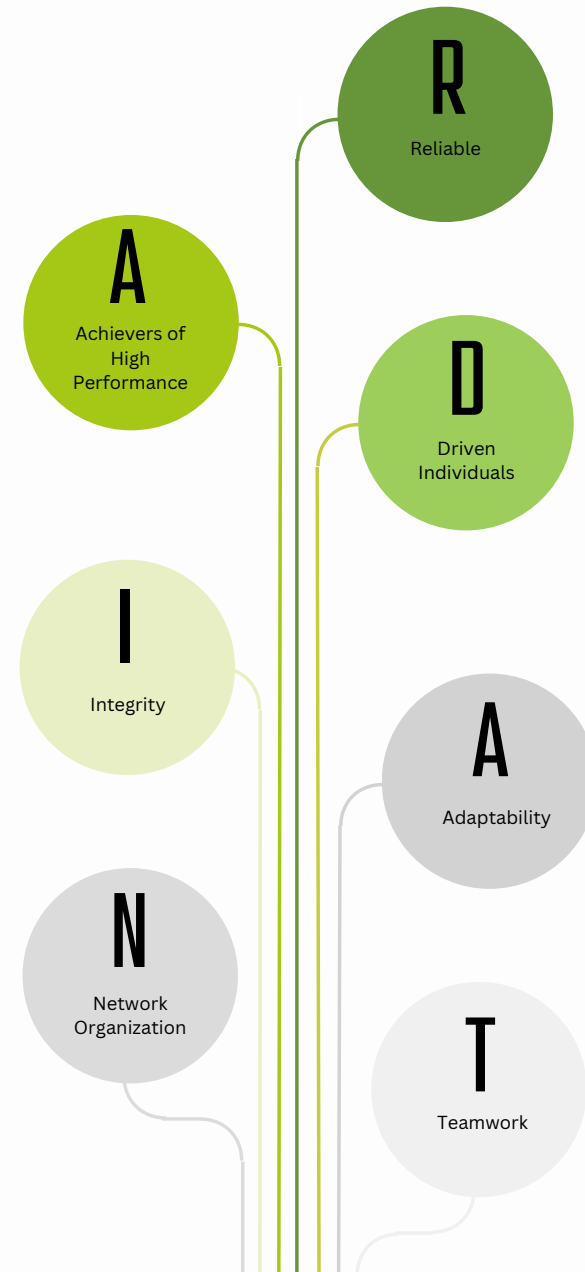 R
Reliable
A
Achievers of
High
Performance
D
Driven
Individuals
I
Integrity
A
Adaptability
N
Network
Organization
T
Teamwork